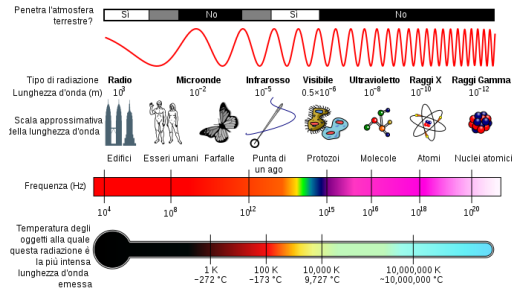 Penetra l'atmosfera
terrestre?
Sì No Sì No
Tipo di radiazione Radio Microonde Infrarosso Visibile Ultravioletto Raggi X Raggi Gamma
Lunghezza d'onda (m) 10³ 10⁻² 10⁻⁵ 0.5×10⁻⁶ 10⁻⁸ 10⁻¹⁰ 10⁻¹²
Scala approssimativa
della lunghezza d'onda
Edifici Esseri umani Farfalle Punta di Protozoi Molecole Atomi Nuclei atomici
un ago
Frequenza (Hz)
10⁴ 10⁸ 10¹² 10¹⁵ 10¹⁶ 10¹⁸ 10²⁰
Temperatura degli
oggetti alla quale
questa radiazione è
la più intensa
lunghezza d'onda
emessa
1 K 100 K 10,000 K 10,000,000 K
−272 °C −173 °C 9,727 °C ~10,000,000 °C